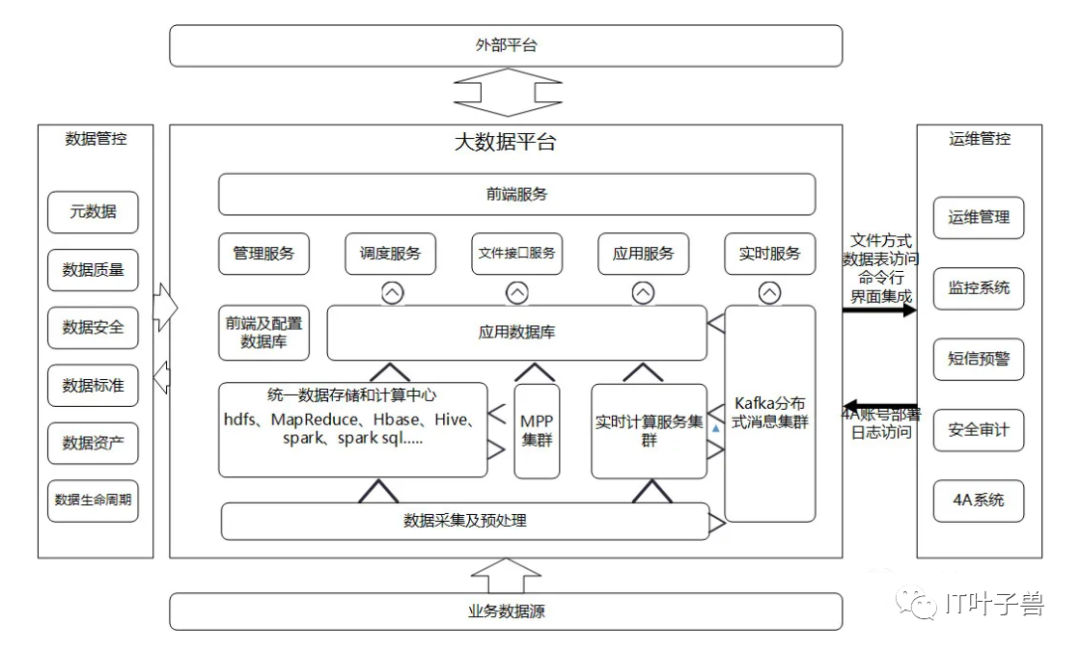 外部平台
数据管控
元数据
数据质量
数据安全
数据标准
数据资产
数据生命周期
大数据平台
前端服务
管理服务
调度服务
文件接口服务
应用服务
实时服务
前端及配置
数据库
应用数据库
统一数据存储和计算中心
hdfs、MapReduce、Hbase、Hive、
spark、spark sql.....
MPP
集群
实时计算服务集
群
Kafka分布
式消息集群
数据采集及预处理
文件方式
数据表访问
命令行
界面集成
4A账号部署
日志访问
运维管控
运维管理
监控系统
短信预警
安全审计
4A系统
业务数据源
IT叶子兽